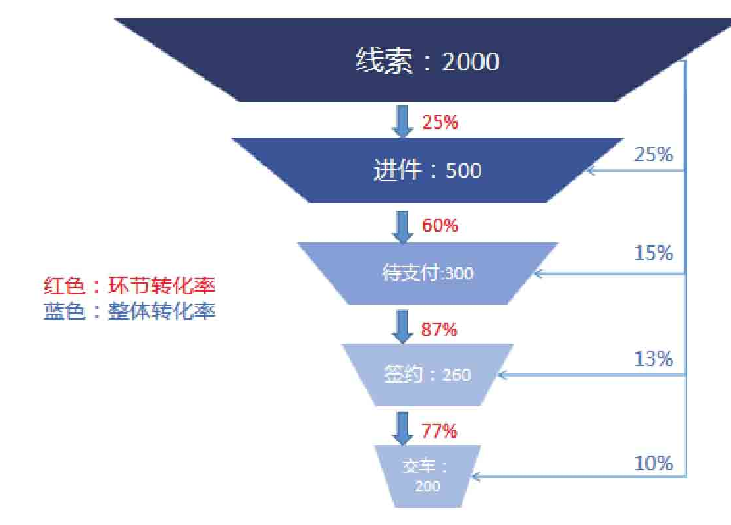 线索：2000
25%
25%
进件：500
60%
15%
待支付:300
红色：环节转化率
蓝色：整体转化率
87%
13%
签约：260
77%
10%
交车：
200